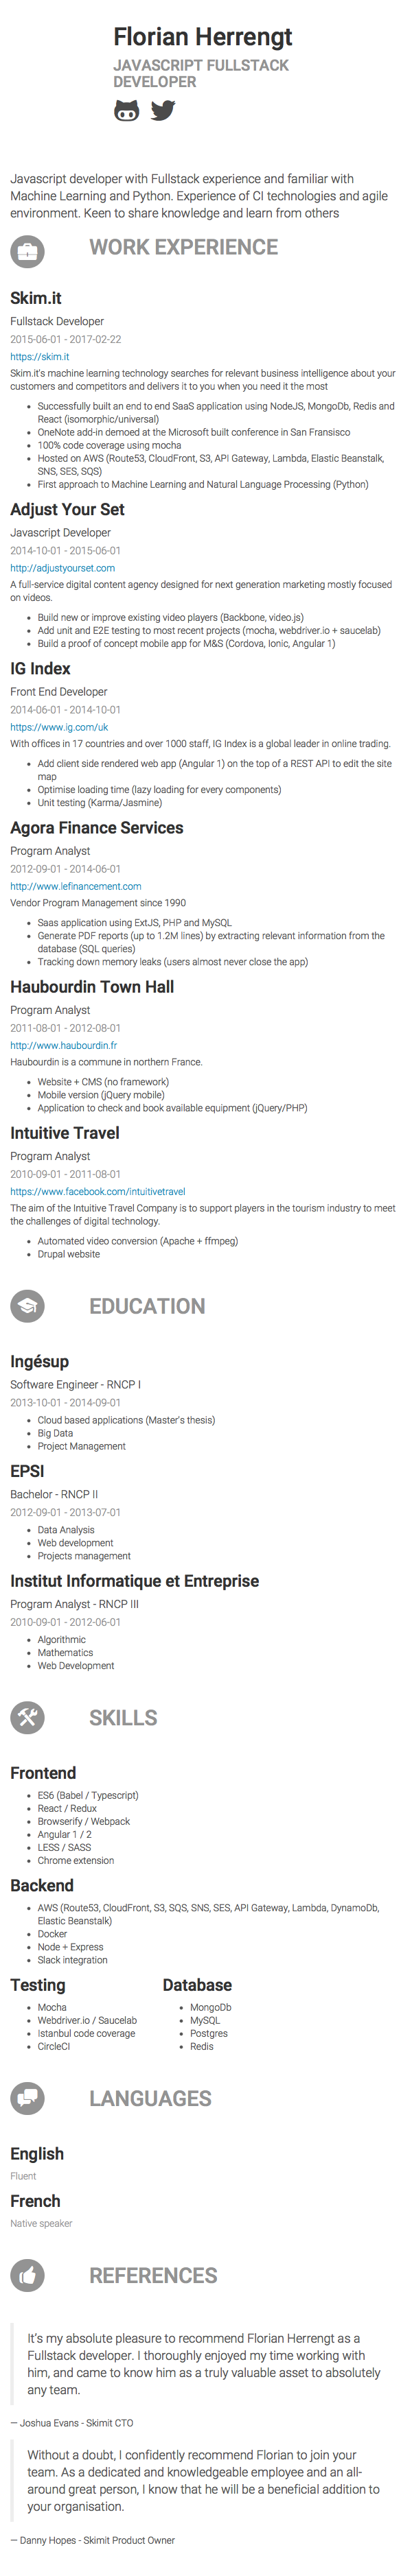 Florian Herrengt
JAVASCRIPT FULLSTACK
DEVELOPER
Javascript developer with Fullstack experience and familiar with
Machine Learning and Python. Experience of CI technologies and agile
environment. Keen to share knowledge and learn from others
WORK EXPERIENCE
Skim.it
Fullstack Developer
2015-06-01 - 2017-02-22
https://skim.it
Skim.it's machine learning technology searches for relevant business intelligence about your
customers and competitors and delivers it to you when you need it the most
• Successfully built an end to end SaaS application using NodeJS, MongoDb, Redis and
React (isomorphic/universal)
• OneNote add-in demoed at the Microsoft built conference in San Fransisco
• 100% code coverage using mocha
• Hosted on AWS (Route53, CloudFront, S3, API Gateway, Lambda, Elastic Beanstalk,
SNS, SES, SQS)
• First approach to Machine Learning and Natural Language Processing (Python)
Adjust Your Set
Javascript Developer
2014-10-01 - 2015-06-01
http://adjustyourset.com
A full-service digital content agency designed for next generation marketing mostly focused
on videos.
• Build new or improve existing video players (Backbone, video.js)
• Add unit and E2E testing to most recent projects (mocha, webdriver.io + saucelab)
• Build a proof of concept mobile app for M&S (Cordova, Ionic, Angular 1)
IG Index
Front End Developer
2014-06-01 - 2014-10-01
https://www.ig.com/uk
With offices in 17 countries and over 1000 staff, IG Index is a global leader in online trading.
• Add client side rendered web app (Angular 1) on the top of a REST API to edit the site
map
• Optimise loading time (lazy loading for every components)
• Unit testing (Karma/Jasmine)
Agora Finance Services
Program Analyst
2012-09-01 - 2014-06-01
http://www.lefinancement.com
Vendor Program Management since 1990
• Saas application using ExtJS, PHP and MySQL
• Generate PDF reports (up to 1.2M lines) by extracting relevant information from the
database (SQL queries)
• Tracking down memory leaks (users almost never close the app)
Haubourdin Town Hall
Program Analyst
2011-08-01 - 2012-08-01
http://www.haubourdin.fr
Haubourdin is a commune in northern France.
• Website + CMS (no framework)
• Mobile version (jQuery mobile)
• Application to check and book available equipment (jQuery/PHP)
Intuitive Travel
Program Analyst
2010-09-01 - 2011-08-01
https://www.facebook.com/intuitivetravel
The aim of the Intuitive Travel Company is to support players in the tourism industry to meet
the challenges of digital technology.
• Automated video conversion (Apache + ffmpeg)
• Drupal website
EDUCATION
Ingésup
Software Engineer - RNCP I
2013-10-01 - 2014-09-01
• Cloud based applications (Master's thesis)
• Big Data
• Project Management
EPSI
Bachelor - RNCP II
2012-09-01 - 2013-07-01
• Data Analysis
• Web development
• Projects management
Institut Informatique et Entreprise
Program Analyst - RNCP III
2010-09-01 - 2012-06-01
• Algorithmic
• Mathematics
• Web Development
SKILLS
Frontend
• ES6 (Babel / Typescript)
• React / Redux
• Browserify / Webpack
• Angular 1 / 2
• LESS / SASS
• Chrome extension
Backend
• AWS (Route53, CloudFront, S3, SQS, SNS, SES, API Gateway, Lambda, DynamoDb,
Elastic Beanstalk)
• Docker
• Node + Express
• Slack integration
Testing
• Mocha
• Webdriver.io / Saucelab
• Istanbul code coverage
• CircleCI
Database
• MongoDb
• MySQL
• Postgres
• Redis
LANGUAGES
English
Fluent
French
Native speaker
REFERENCES
It's my absolute pleasure to recommend Florian Herrengt as a
Fullstack developer. I thoroughly enjoyed my time working with
him, and came to know him as a truly valuable asset to absolutely
any team.
— Joshua Evans - Skimit CTO
Without a doubt, I confidently recommend Florian to join your
team. As a dedicated and knowledgeable employee and an all-
around great person, I know that he will be a beneficial addition to
your organisation.
— Danny Hopes - Skimit Product Owner